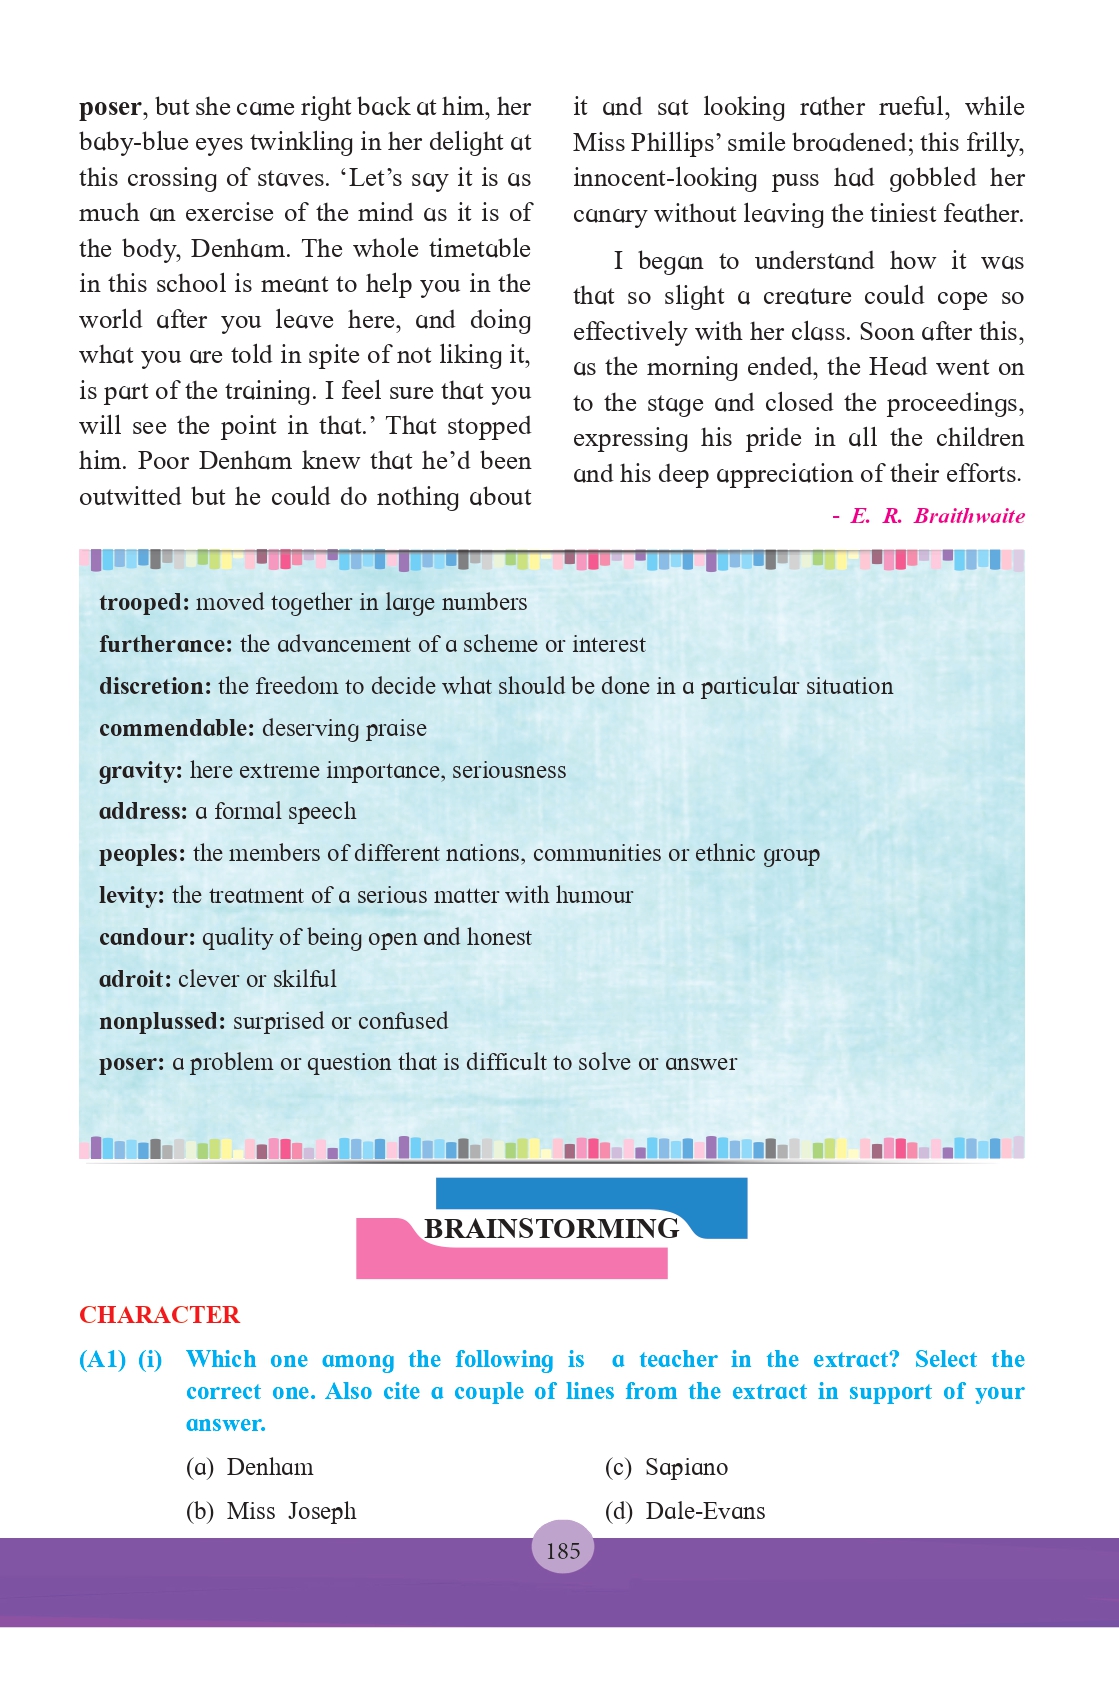 poser, but she came right back at him, her
baby-blue eyes twinkling in her delight at
this crossing of staves. ‘Let’s say it is as
much an exercise of the mind as it is of
the body, Denham. The whole timetable
in this school is meant to help you in the
world after you leave here, and doing
what you are told in spite of not liking it,
is part of the training. I feel sure that you
will see the point in that.’ That stopped
him. Poor Denham knew that he’d been
outwitted but he could do nothing about
it and sat looking rather rueful, while
Miss Phillips’ smile broadened; this frilly,
innocent-looking puss had gobbled her
canary without leaving the tiniest feather.
I began to understand how it was
that so slight a creature could cope so
effectively with her class. Soon after this,
as the morning ended, the Head went on
to the stage and closed the proceedings,
expressing his pride in all the children
and his deep appreciation of their efforts.
- E. R. Braithwaite
trooped: moved together in large numbers
furtherance: the advancement of a scheme or interest
discretion: the freedom to decide what should be done in a particular situation
commendable: deserving praise
gravity: here extreme importance, seriousness
address: a formal speech
peoples: the members of different nations, communities or ethnic group
levity: the treatment of a serious matter with humour
candour: quality of being open and honest
adroit: clever or skilful
nonplussed: surprised or confused
poser: a problem or question that is difficult to solve or answer
BRAINSTORMING
CHARACTER
(A1) (i) Which one among the following is a teacher in the extract? Select the
correct one. Also cite a couple of lines from the extract in support of your
answer.
(a) Denham (c) Sapiano
(b) Miss Joseph (d) Dale-Evans
185